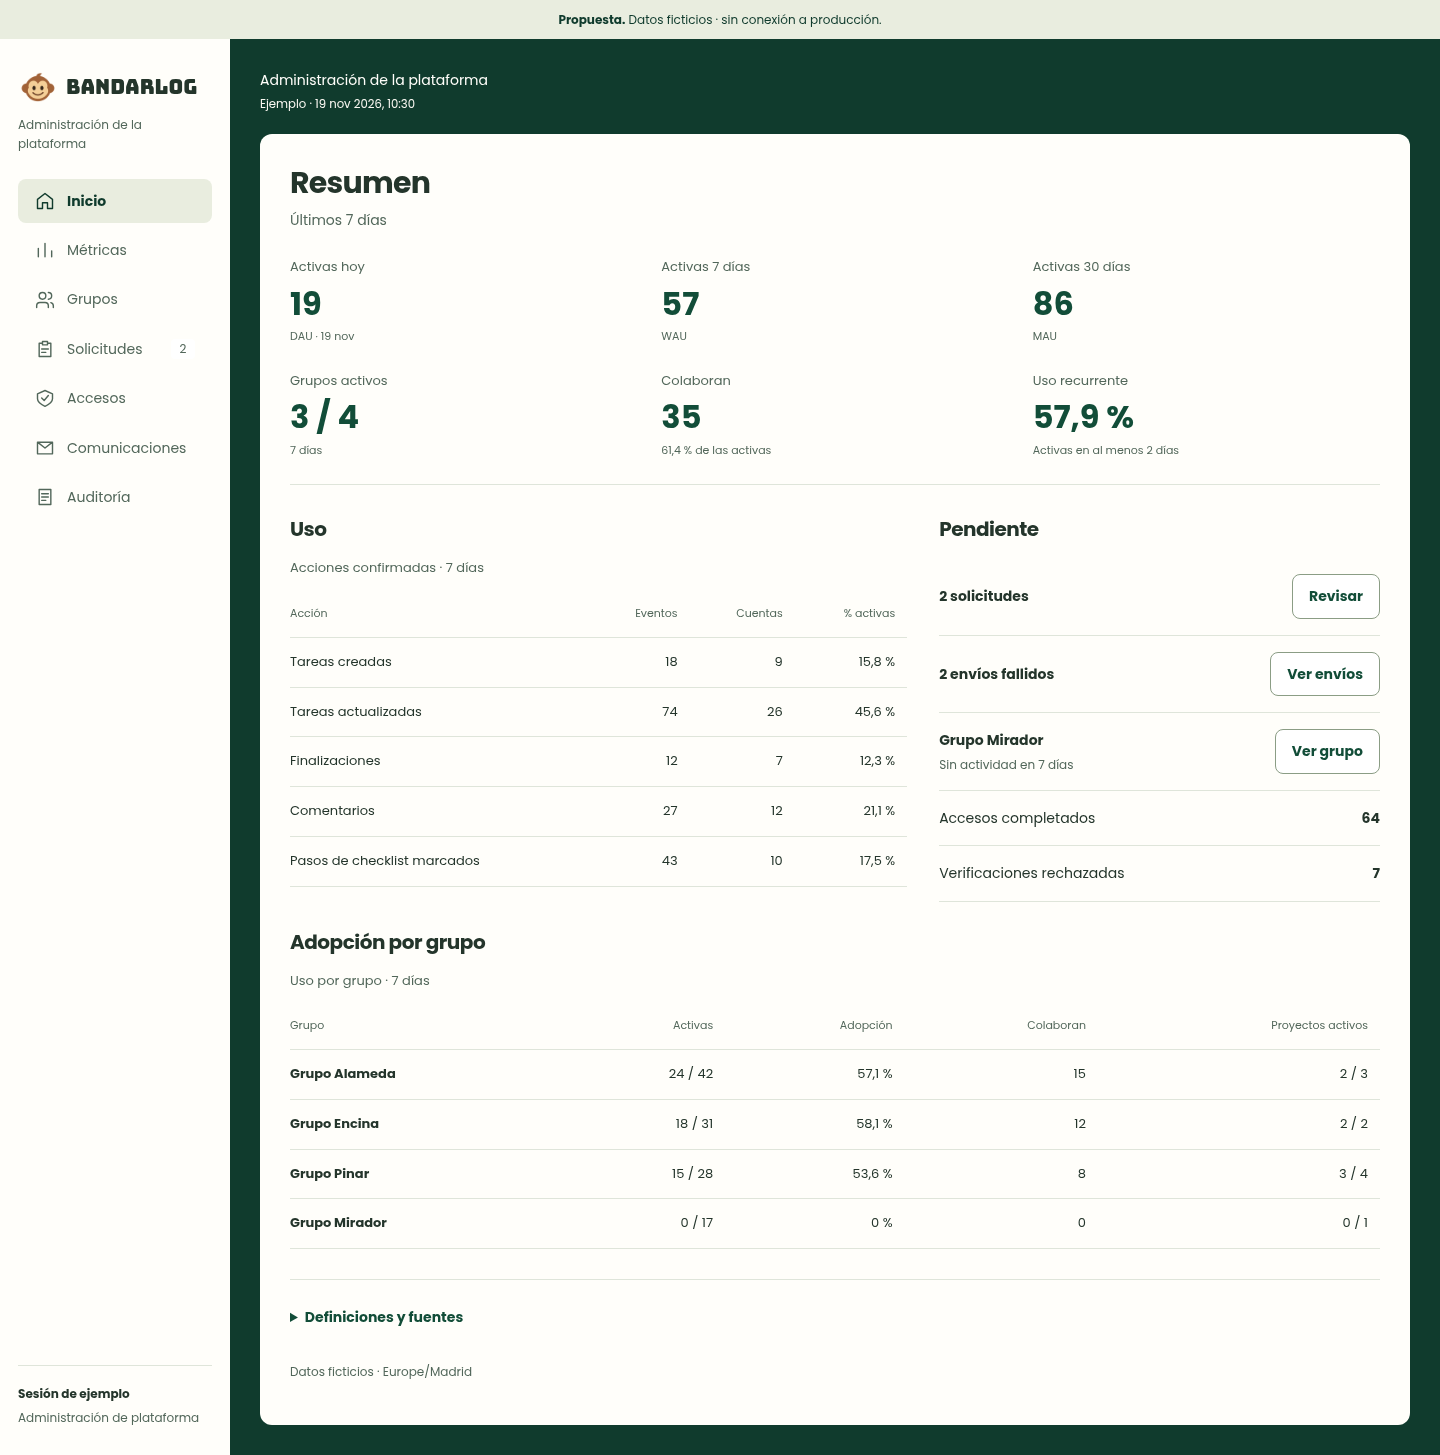 Propuesta. Datos ficticios · sin conexión a producción.
BANDARLOG
Administración de la
plataforma
Inicio
Métricas
Grupos
Solicitudes 2
Accesos
Comunicaciones
Auditoría
Sesión de ejemplo
Administración de plataforma
Administración de la plataforma
Ejemplo · 19 nov 2026, 10:30
Resumen
Últimos 7 días
Activas hoy
19
DAU · 19 nov
Activas 7 días
57
WAU
Activas 30 días
86
MAU
Grupos activos
3 / 4
7 días
Colaboran
35
61,4 % de las activas
Uso recurrente
57,9 %
Activas en al menos 2 días
Uso
Acciones confirmadas · 7 días
Acción Eventos Cuentas % activas
Tareas creadas 18 9 15,8 %
Tareas actualizadas 74 26 45,6 %
Finalizaciones 12 7 12,3 %
Comentarios 27 12 21,1 %
Pasos de checklist marcados 43 10 17,5 %
Pendiente
2 solicitudes Revisar
2 envíos fallidos Ver envíos
Grupo Mirador
Sin actividad en 7 días
Ver grupo
Accesos completados 64
Verificaciones rechazadas 7
Adopción por grupo
Uso por grupo · 7 días
Grupo Activas Adopción Colaboran Proyectos activos
Grupo Alameda 24 / 42 57,1 % 15 2 / 3
Grupo Encina 18 / 31 58,1 % 12 2 / 2
Grupo Pinar 15 / 28 53,6 % 8 3 / 4
Grupo Mirador 0 / 17 0 % 0 0 / 1
Definiciones y fuentes
Datos ficticios · Europe/Madrid